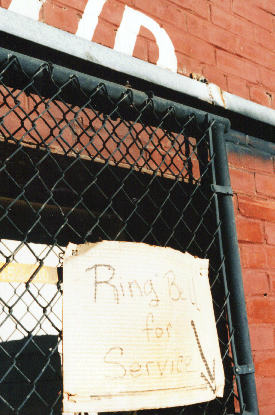 Ring Bell
for
Service